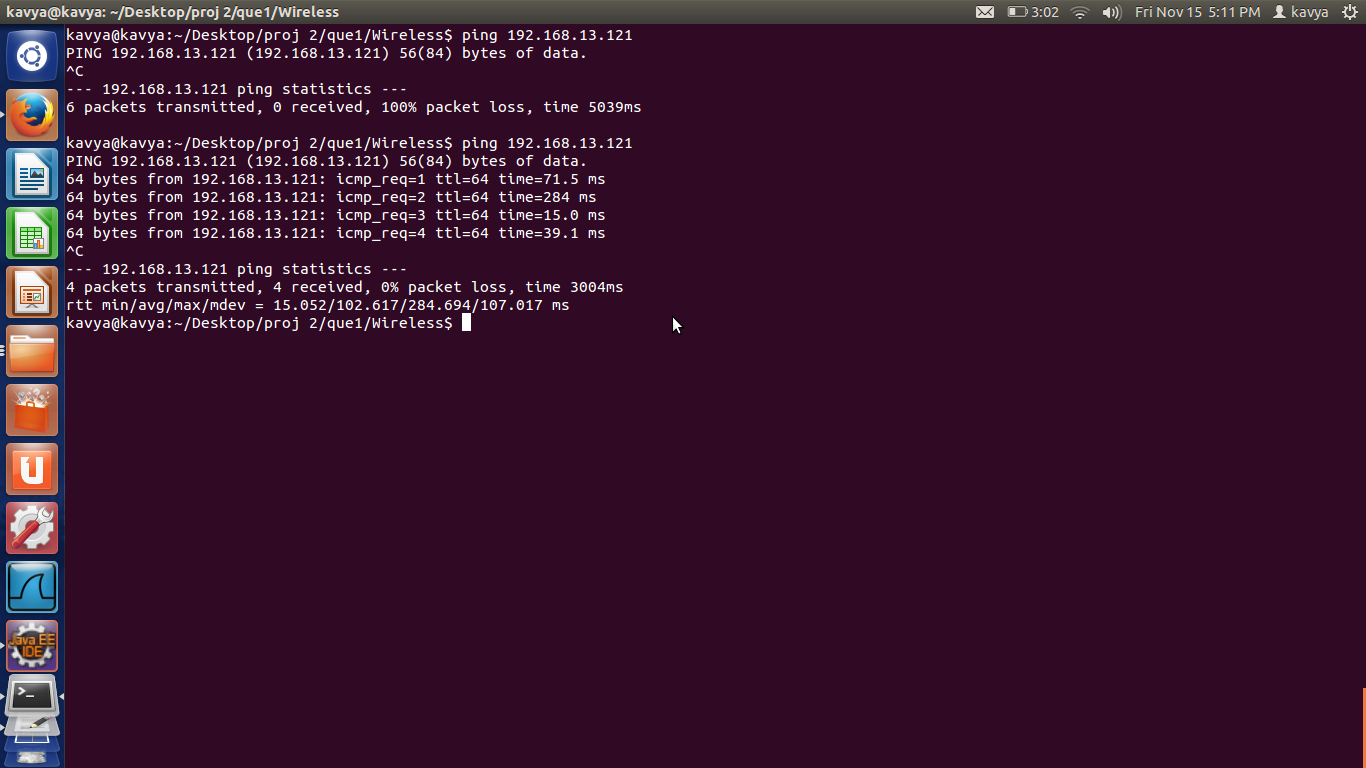 kavya@kavya: ~/Desktop/proj 2/que1/Wireless
3:02
Fri Nov 15 5:11 PM
kavya
kavya@kavya:~/Desktop/proj 2/que1/Wireless$ ping 192.168.13.121
PING 192.168.13.121 (192.168.13.121) 56(84) bytes of data.
^C
--- 192.168.13.121 ping statistics ---
6 packets transmitted, 0 received, 100% packet loss, time 5039ms
kavya@kavya:~/Desktop/proj 2/que1/Wireless$ ping 192.168.13.121
PING 192.168.13.121 (192.168.13.121) 56(84) bytes of data.
64 bytes from 192.168.13.121: icmp_req=1 ttl=64 time=71.5 ms
64 bytes from 192.168.13.121: icmp_req=2 ttl=64 time=284 ms
64 bytes from 192.168.13.121: icmp_req=3 ttl=64 time=15.0 ms
64 bytes from 192.168.13.121: icmp_req=4 ttl=64 time=39.1 ms
^C
--- 192.168.13.121 ping statistics ---
4 packets transmitted, 4 received, 0% packet loss, time 3004ms
rtt min/avg/max/mdev = 15.052/102.617/284.694/107.017 ms
kavya@kavya:~/Desktop/proj 2/que1/Wireless$
U
Java EE
IDE
>_